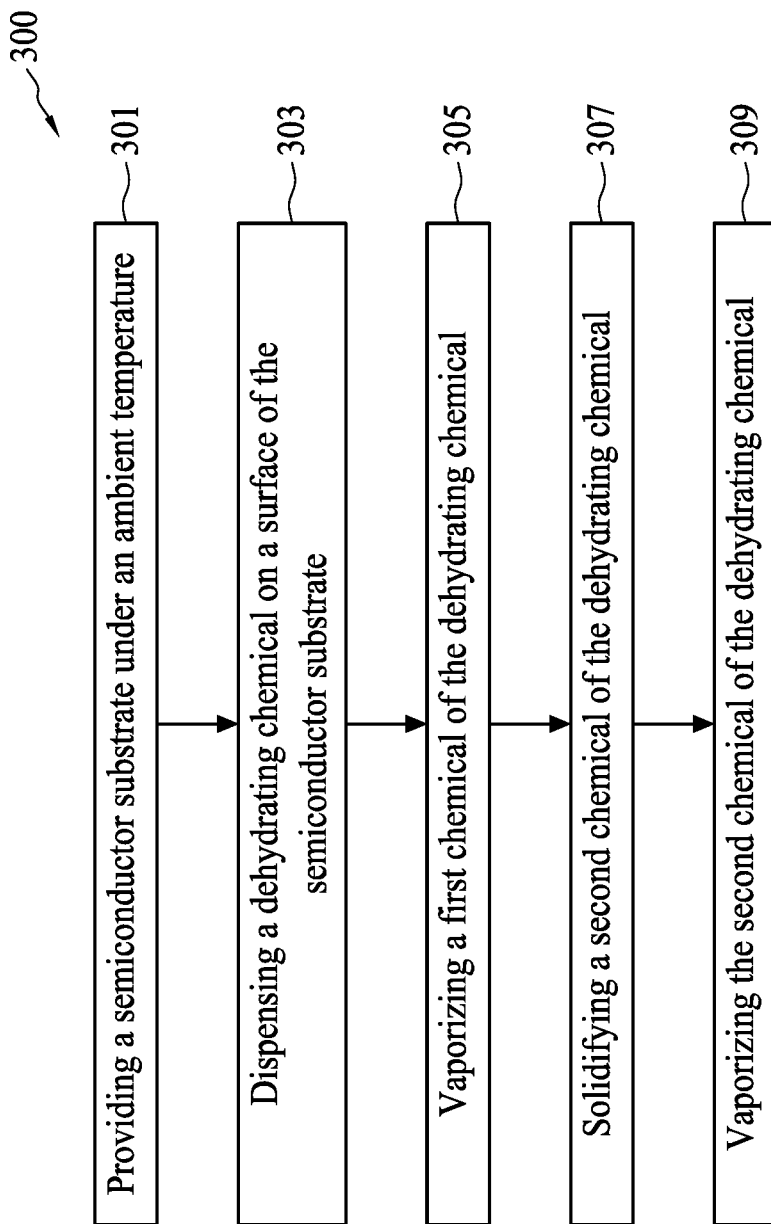 300
Providing a semiconductor substrate under an ambient temperature
301
Dispensing a dehydrating chemical on a surface of the
semiconductor substrate
303
Vaporizing a first chemical of the dehydrating chemical
305
Solidifying a second chemical of the dehydrating chemical
307
Vaporizing the second chemical of the dehydrating chemical
309